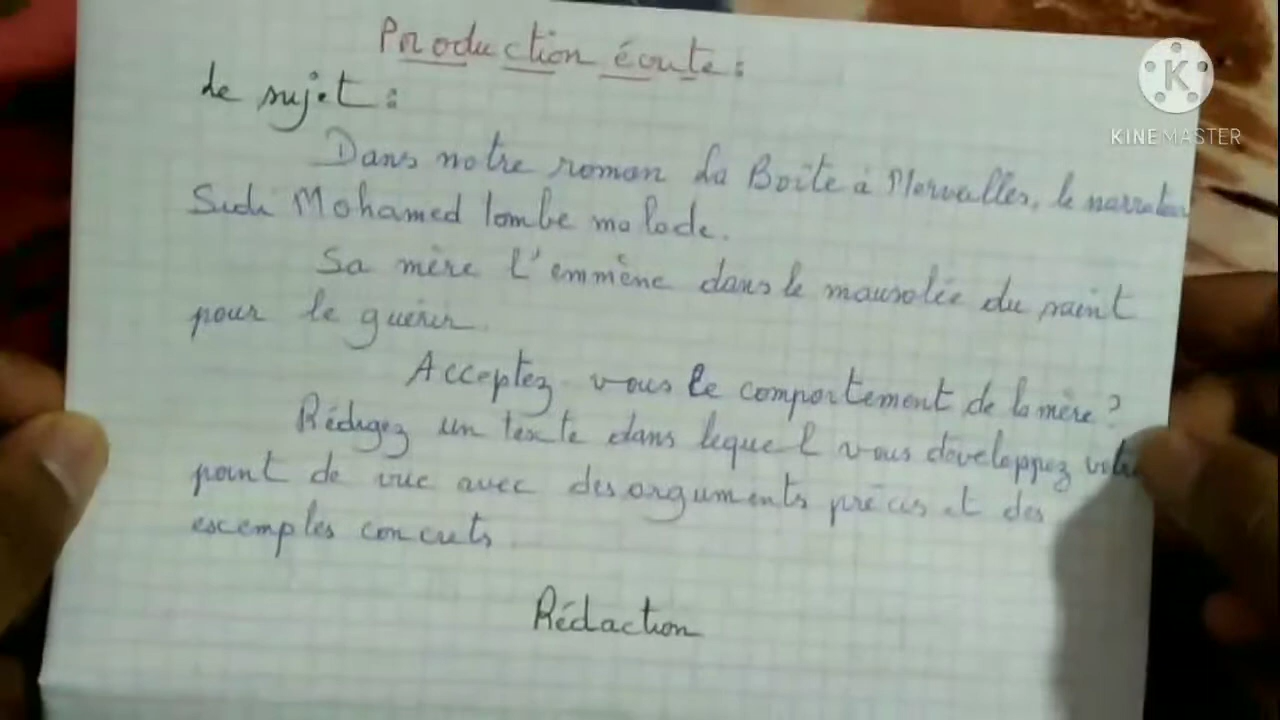 Production écrite :
Le sujet :
Dans notre roman La Boîte à Merveilles, le narrateur
Sidi Mohamed tombe malade.
Sa mère l'emmène dans le mausolée du saint
pour le guérir.
Acceptez vous le comportement de la mère ?
Rédigez un texte dans lequel vous developpez votre
point de vue avec des arguments précis et des
exemples concrets
Rédaction
K
KINEMASTER